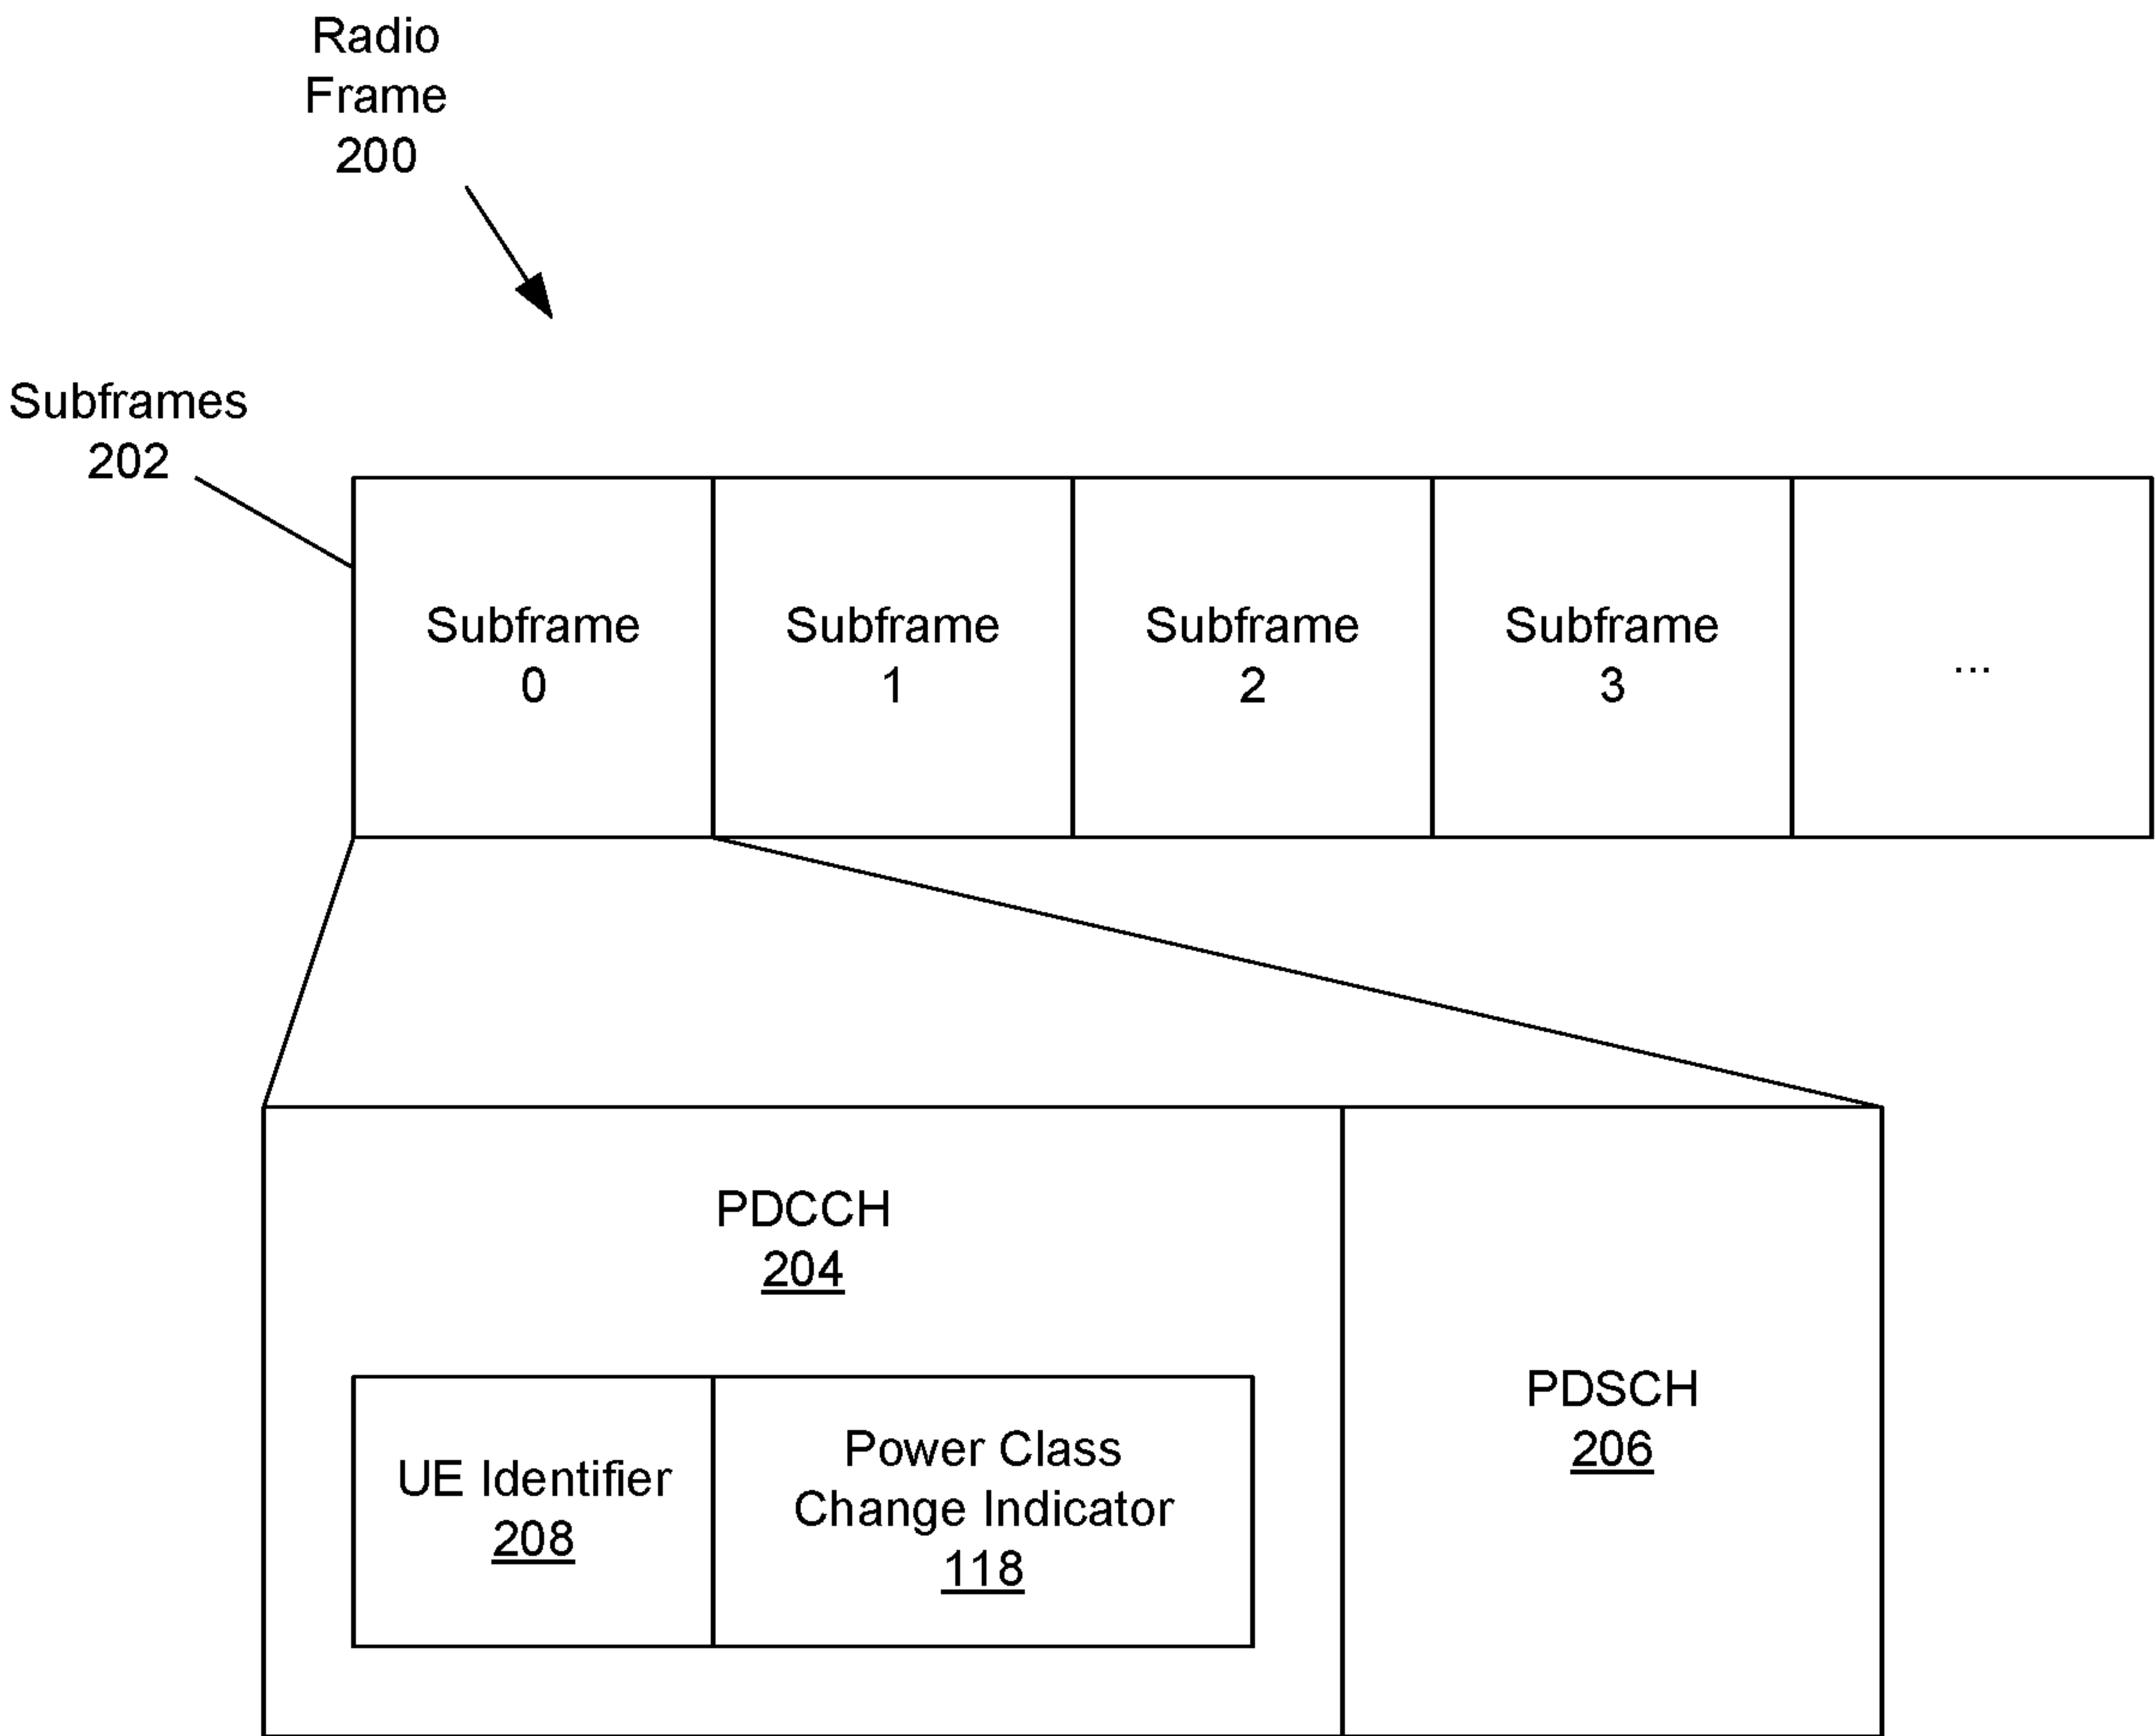 Radio
Frame
200
Subframes
202
Subframe
0
Subframe
1
Subframe
2
Subframe
3
...
PDCCH
204
UE Identifier
208
Power Class
Change Indicator
118
PDSCH
206